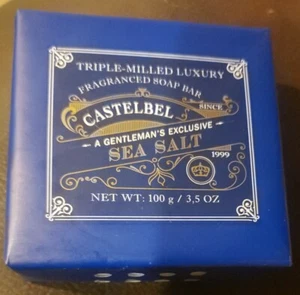 TRIPLE-MILLED LUXURY
FRAGRANCED SOAP BAR
CASTELBEL
SINCE
A GENTLEMAN'S EXCLUSIVE
SEA SALT
1999
NET WT: 100 g / 3,5 OZ